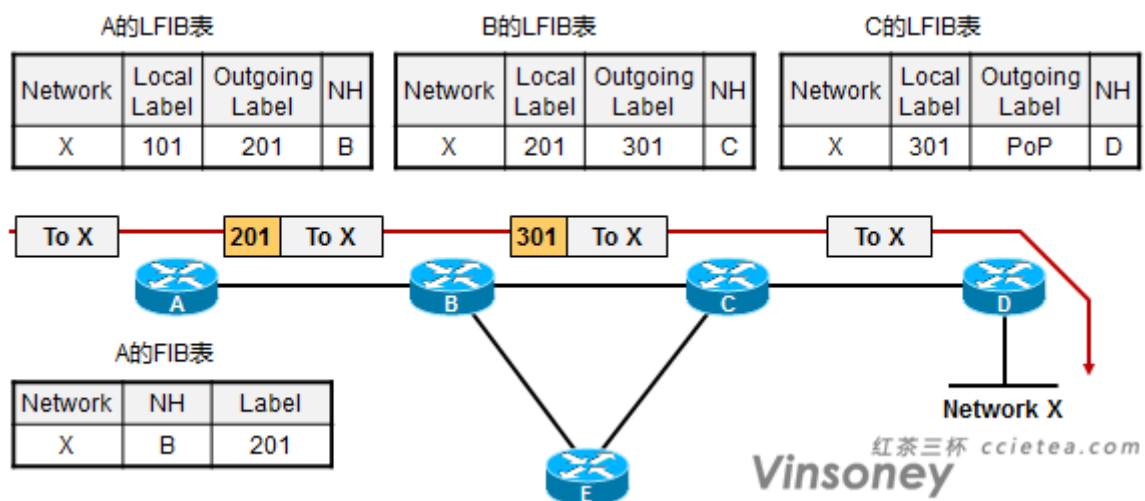 A的LFIB表 B的LFIB表 C的LFIB表
Network Local Label Outgoing Label NH Network Local Label Outgoing Label NH Network Local Label Outgoing Label NH
X 101 201 B X 201 301 C X 301 PoP D
To X 201 To X 301 To X To X
A B C D
A的FIB表
Network NH Label
X B 201
Network X
E
红茶三杯 ccietea.com
Vinsoney